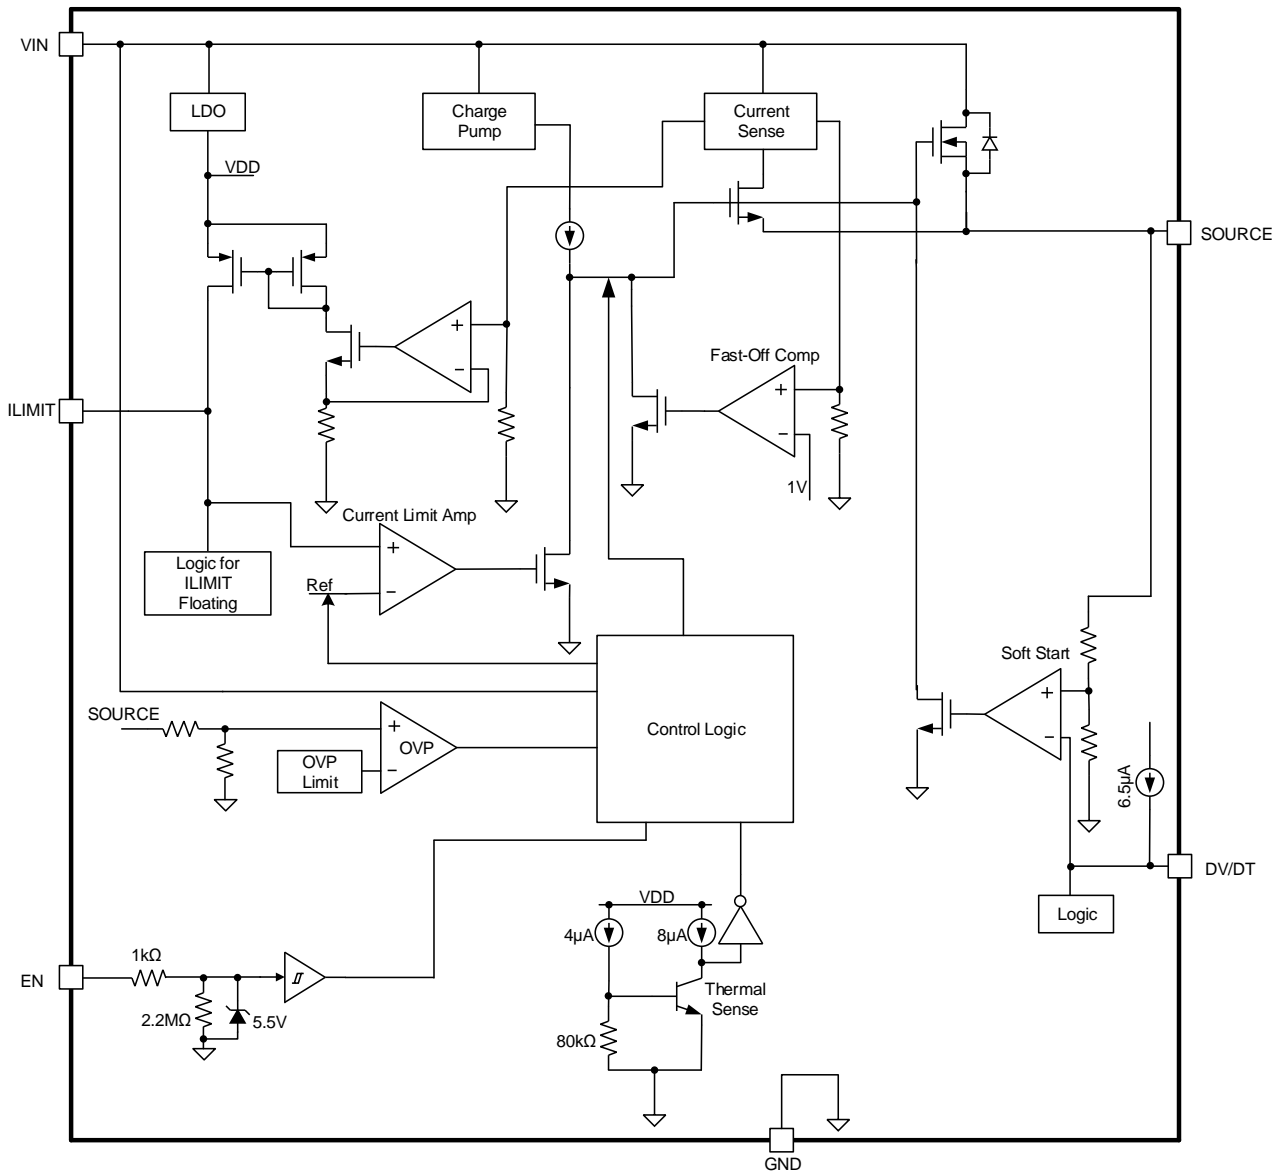 VIN
LDO
Charge
Pump
Current
Sense
VDD
SOURCE
+
−
Fast-Off Comp
+
−
1V
ILIMIT
Current Limit Amp
+
−
Ref
Logic for
ILIMIT
Floating
Soft Start
+
−
SOURCE
+
OVP
−
OVP
Limit
Control Logic
6.5µA
DV/DT
Logic
VDD
4µA
8µA
Thermal
Sense
80kΩ
EN
1kΩ
2.2MΩ
5.5V
GND